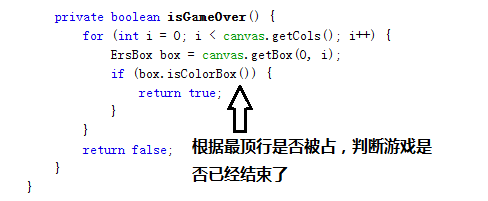 private boolean isGameOver() {
for (int i = 0; i < canvas.getCols(); i++) {
ErsBox box = canvas.getBox(0, i);
if (box.isColorBox()) {
return true;
}
}
return false;
}
}
根据最顶行是否被占，判断游戏是
否已经结束了